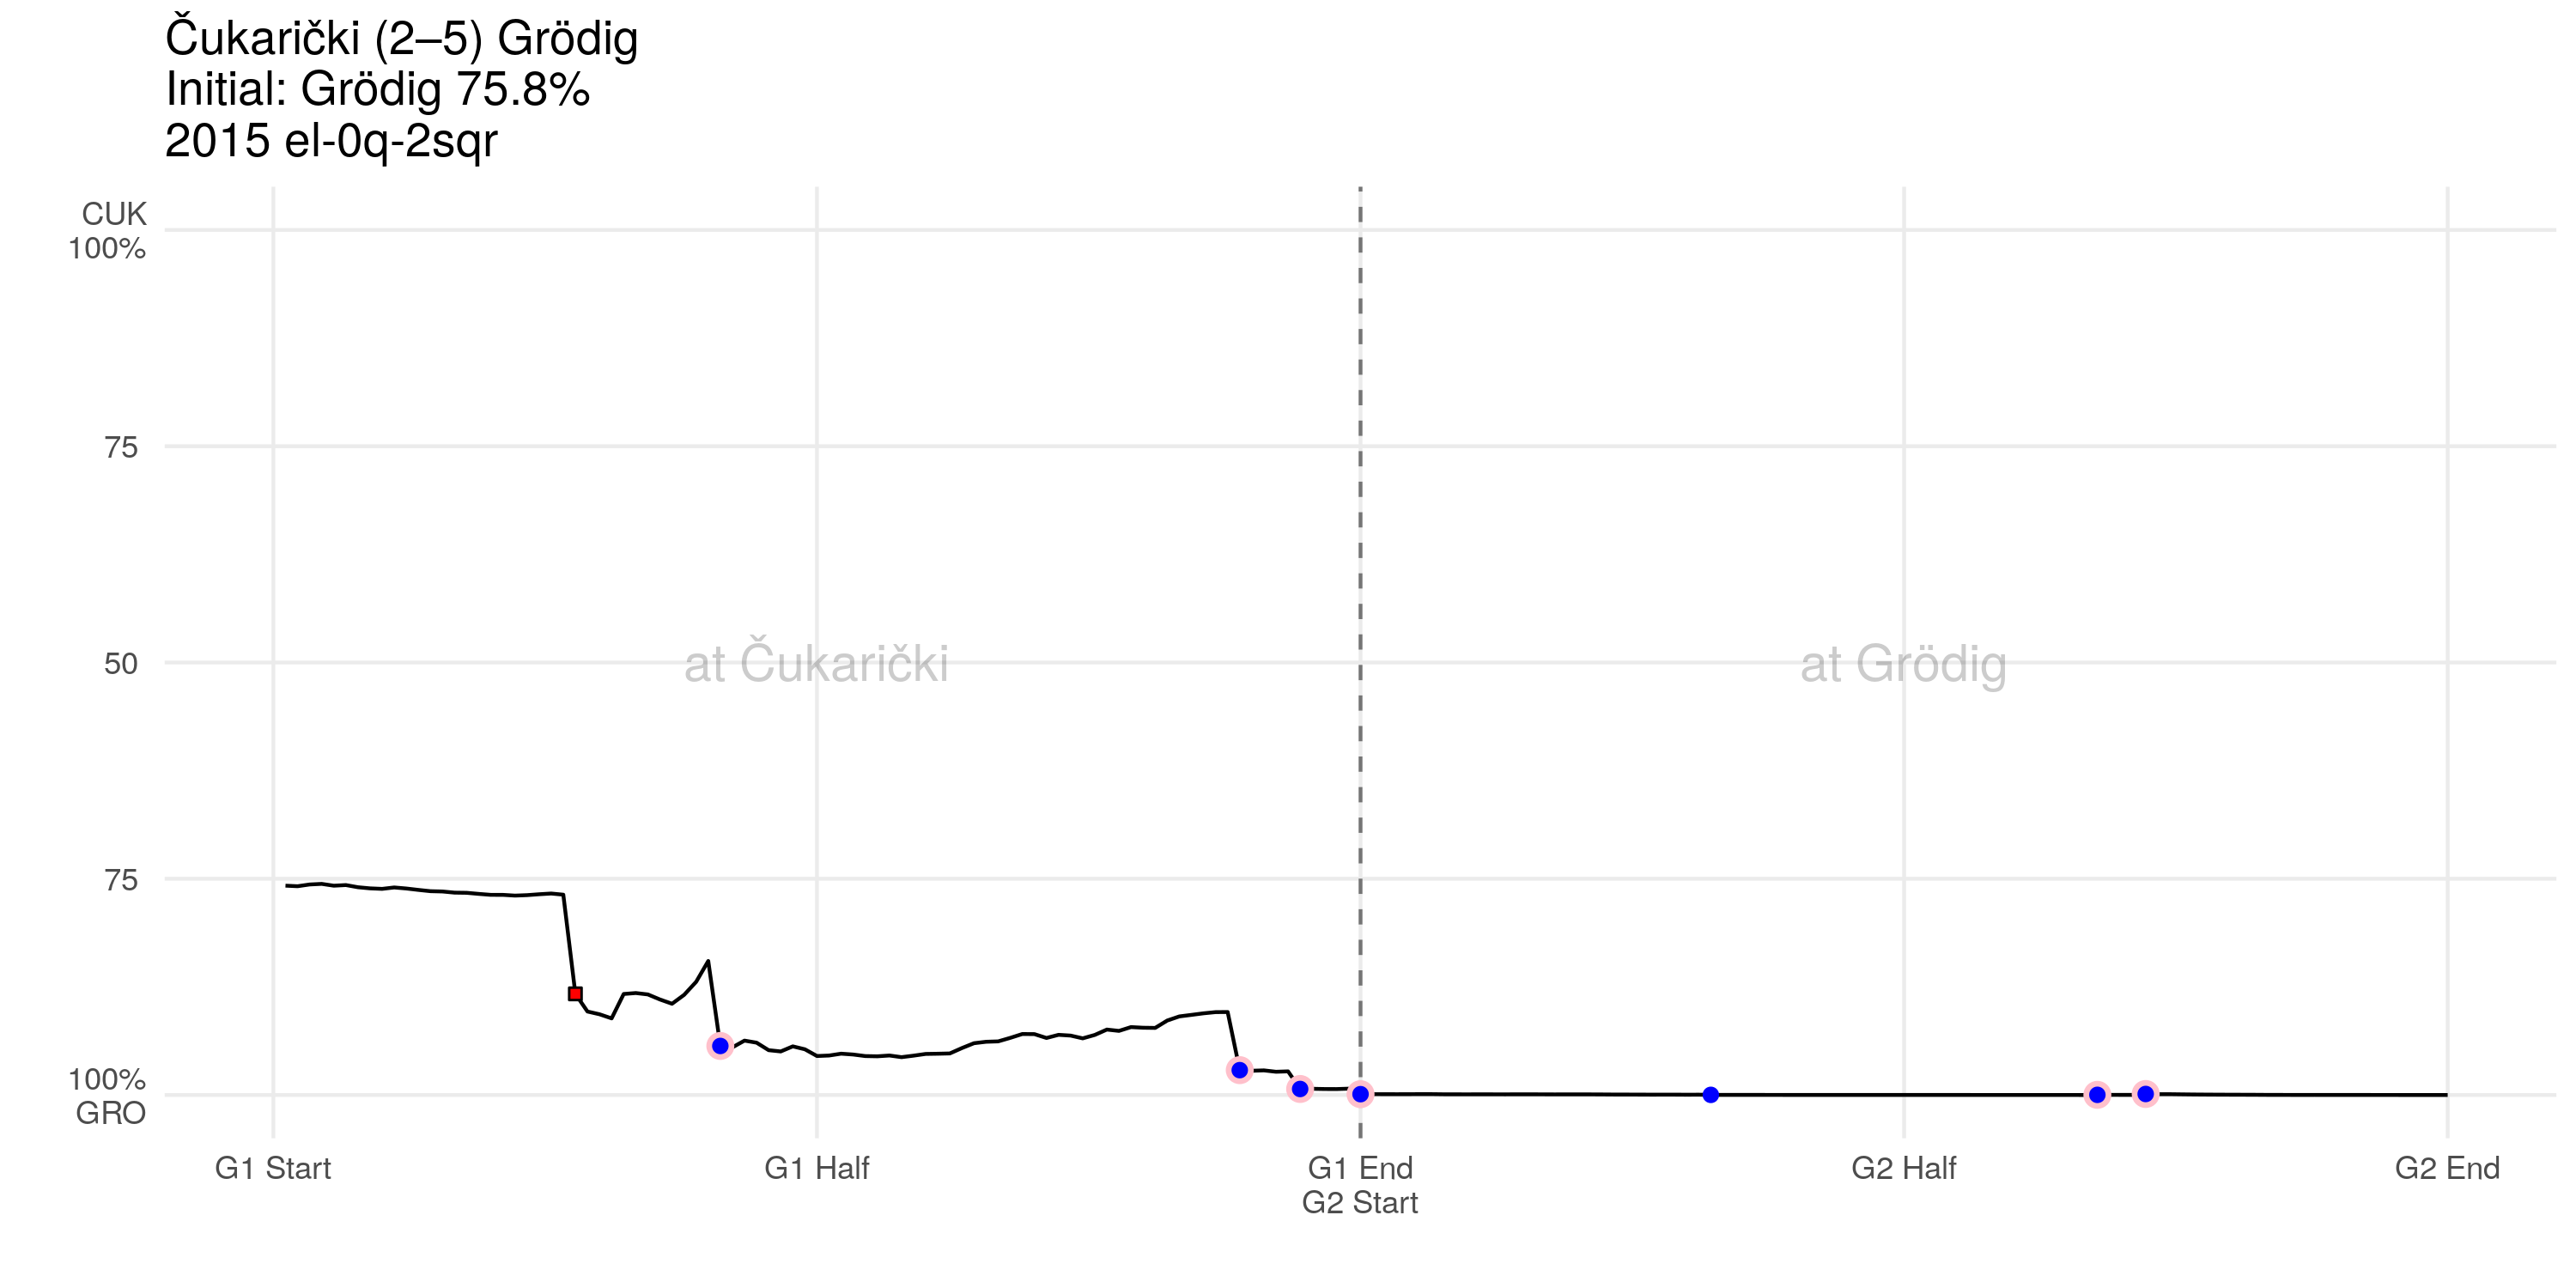 Čukarički (2–5) Grödig
Initial: Grödig 75.8%
2015 el-0q-2sqr
CUK
100%
75
50
75
100%
GRO
at Čukarički
at Grödig
G1 Start
G1 Half
G1 End
G2 Start
G2 Half
G2 End